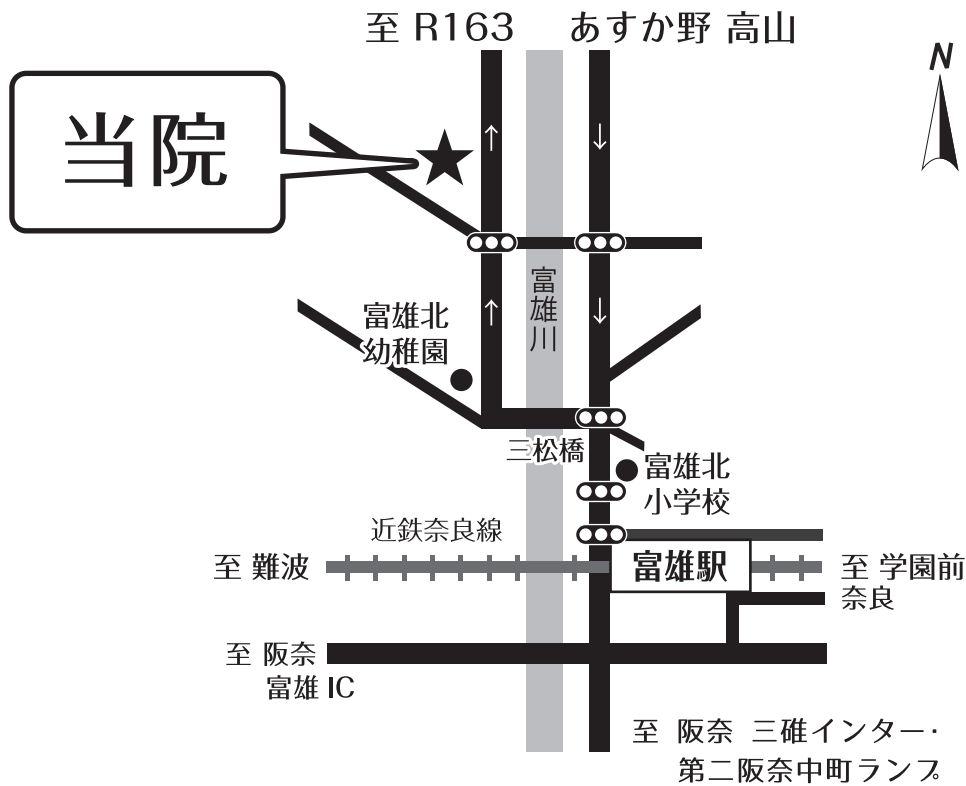 至 R163
あすか野 高山
N
当院
富雄川
富雄北
幼稚園
三松橋
富雄北
小学校
近鉄奈良線
至 難波
富雄駅
至 学園前
奈良
至 阪奈
富雄 IC
至 阪奈 三碓インター・
第二阪奈中町ランプ